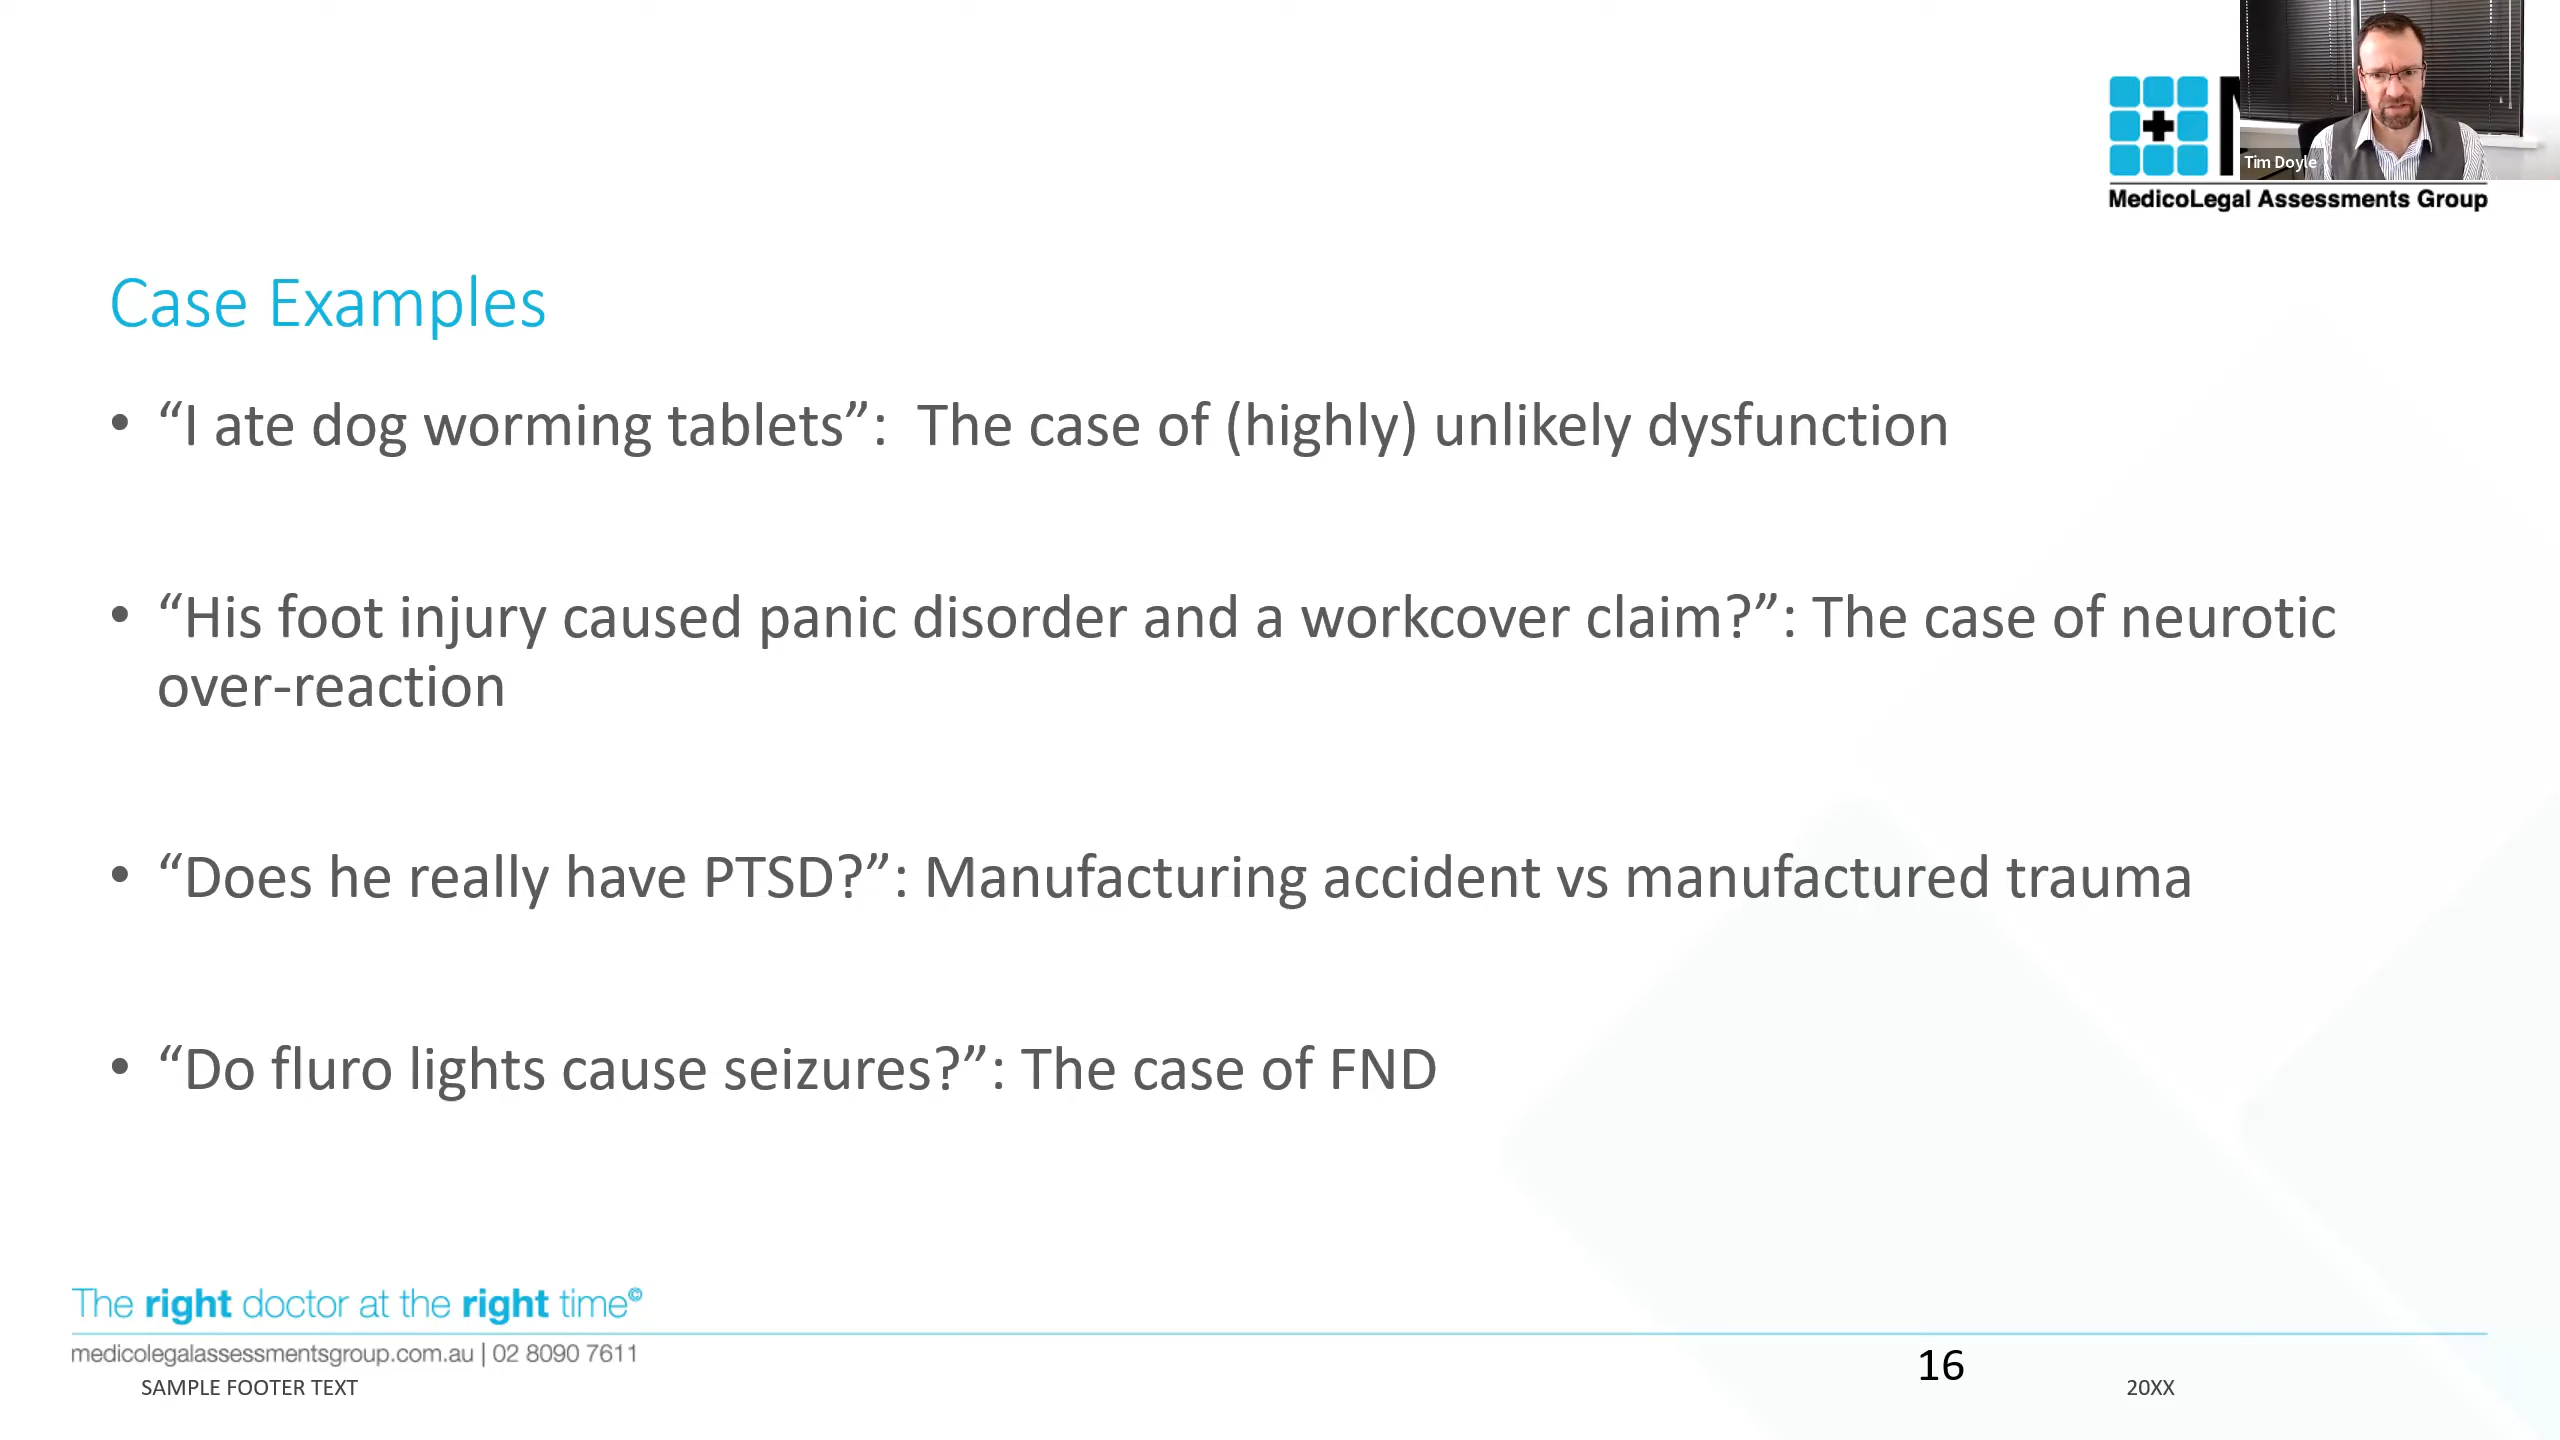 Tim Doyle
MedicoLegal Assessments Group
Case Examples
• “I ate dog worming tablets”:  The case of (highly) unlikely dysfunction
• “His foot injury caused panic disorder and a workcover claim?”: The case of neurotic
over-reaction
• “Does he really have PTSD?”: Manufacturing accident vs manufactured trauma
• “Do fluro lights cause seizures?”: The case of FND
The right doctor at the right time©
medicolegalassessmentsgroup.com.au | 02 8090 7611
SAMPLE FOOTER TEXT
16
20XX